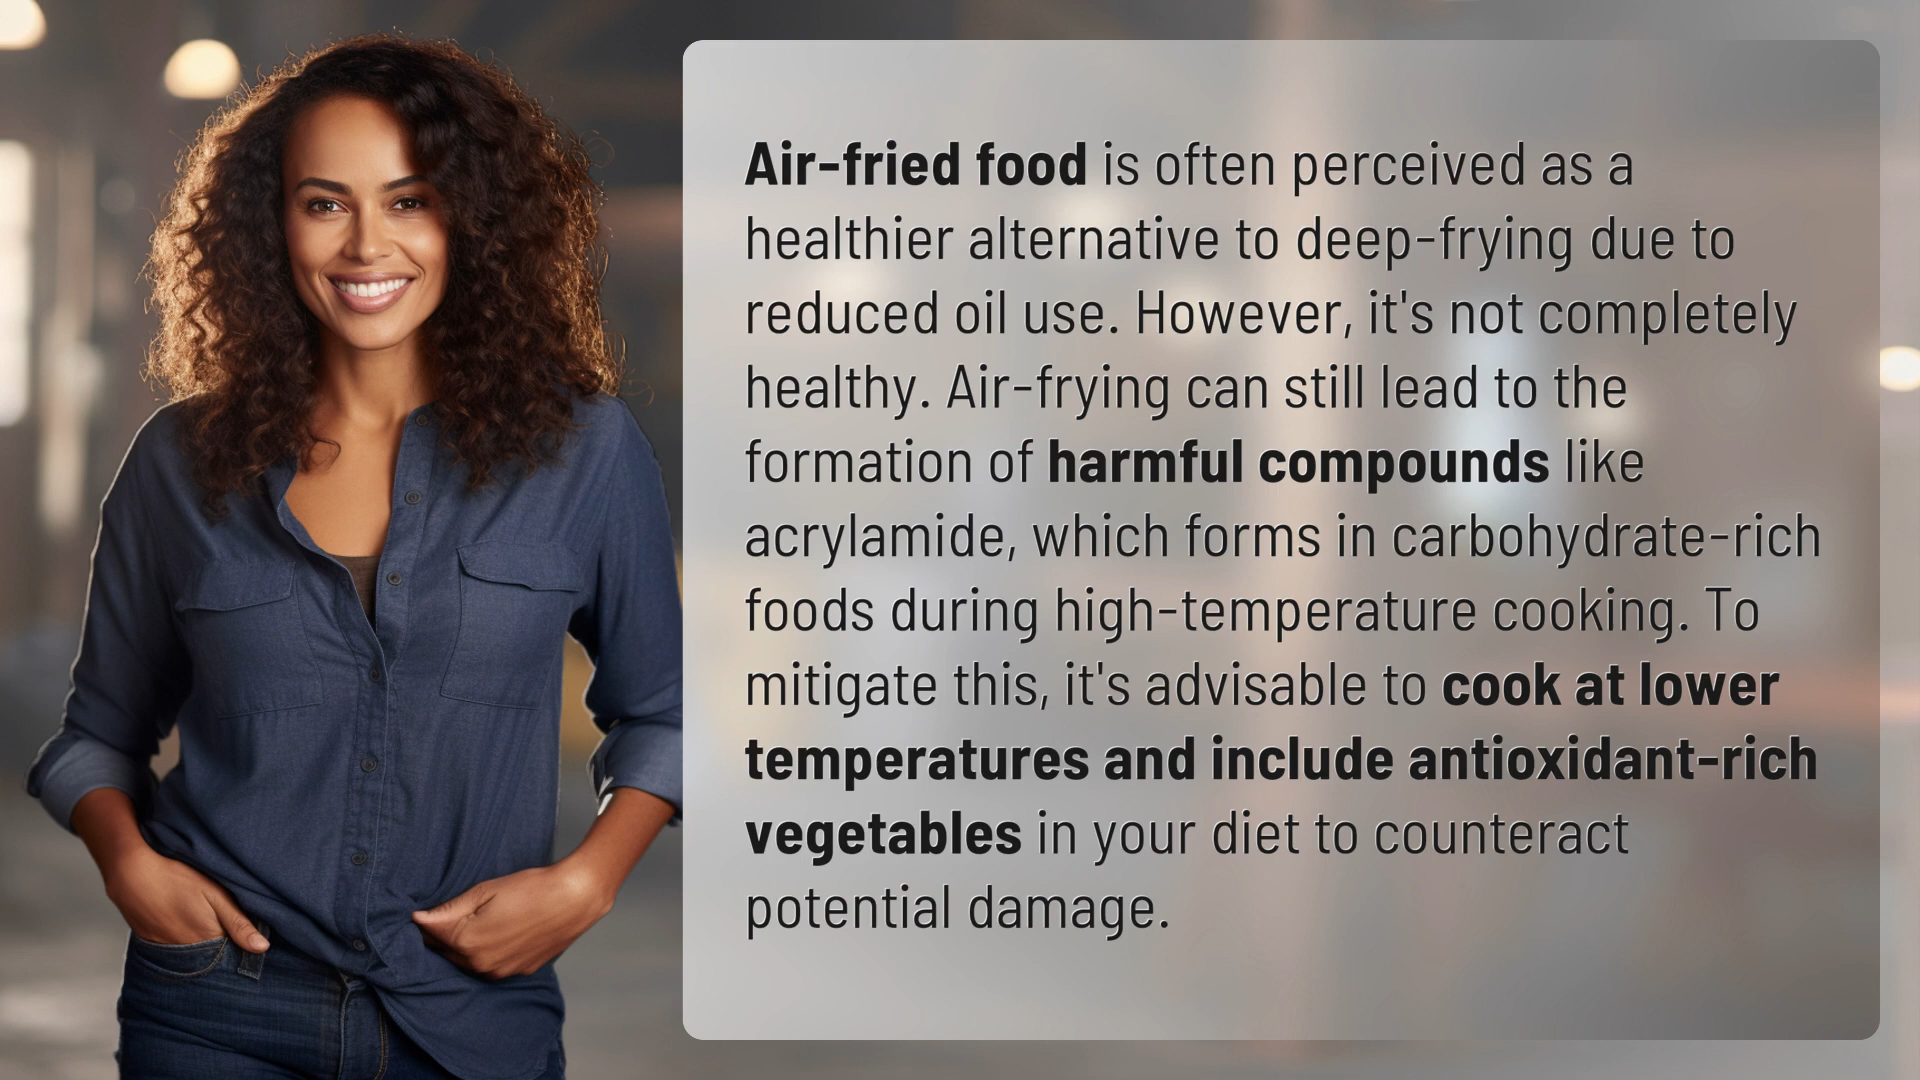 Air-fried food is often perceived as a
healthier alternative to deep-frying due to
reduced oil use. However, it's not completely
healthy. Air-frying can still lead to the
formation of harmful compounds like
acrylamide, which forms in carbohydrate-rich
foods during high-temperature cooking. To
mitigate this, it's advisable to cook at lower
temperatures and include antioxidant-rich
vegetables in your diet to counteract
potential damage.